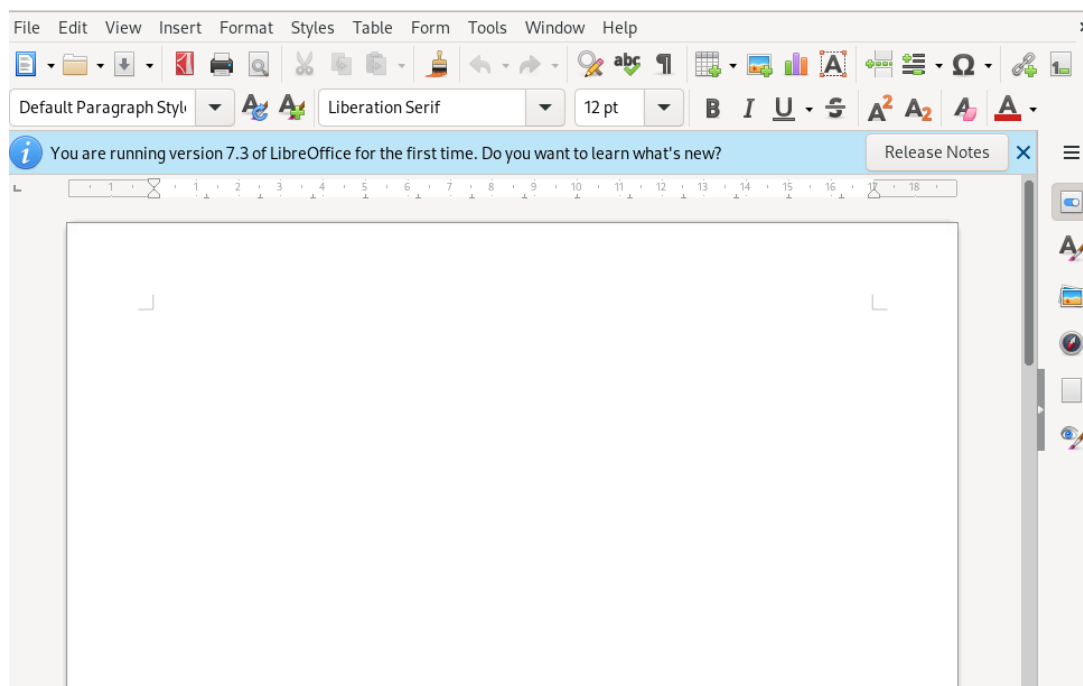 File Edit View Insert Format Styles Table Form Tools Window Help
Default Paragraph Styl Liberation Serif 12 pt B I U S A2 A2 A A
You are running version 7.3 of LibreOffice for the first time. Do you want to learn what's new? Release Notes
1 1 2 3 4 5 6 7 8 9 10 11 12 13 14 15 16 17 18